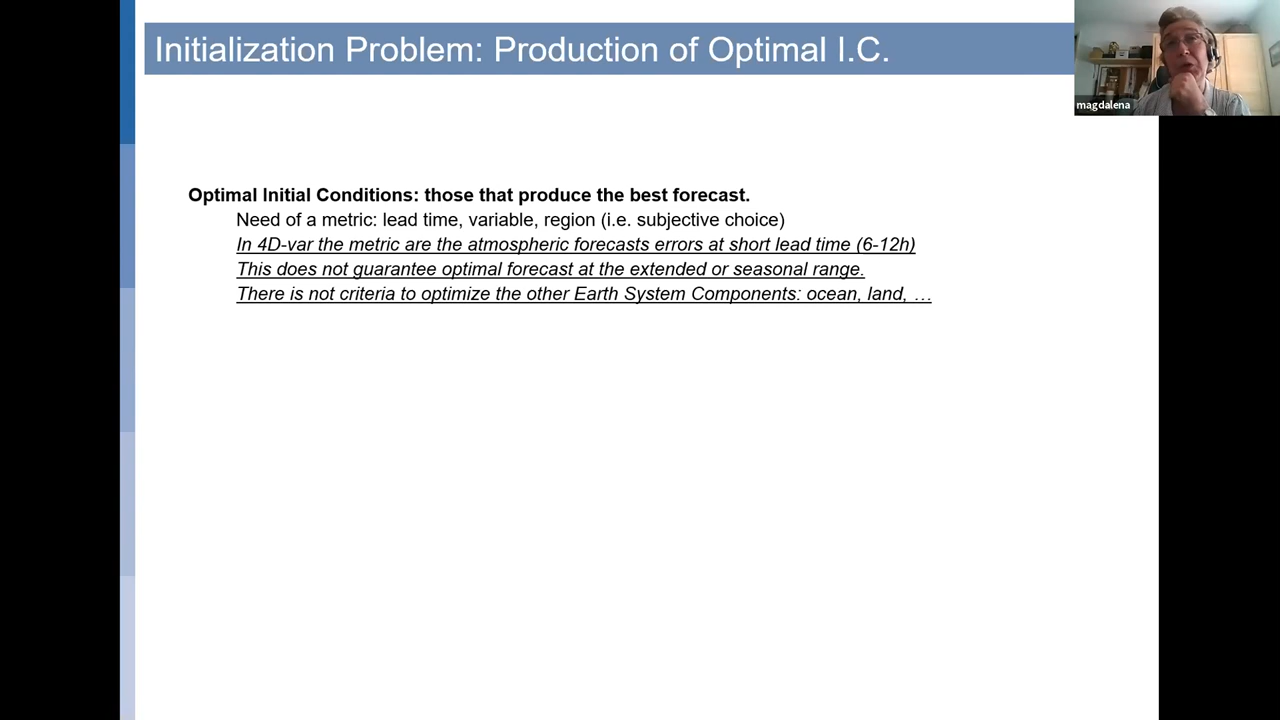 Initialization Problem: Production of Optimal I.C.
magdalena
Optimal Initial Conditions: those that produce the best forecast.
Need of a metric: lead time, variable, region (i.e. subjective choice)
In 4D-var the metric are the atmospheric forecasts errors at short lead time (6-12h)
This does not guarantee optimal forecast at the extended or seasonal range.
There is not criteria to optimize the other Earth System Components: ocean, land, …